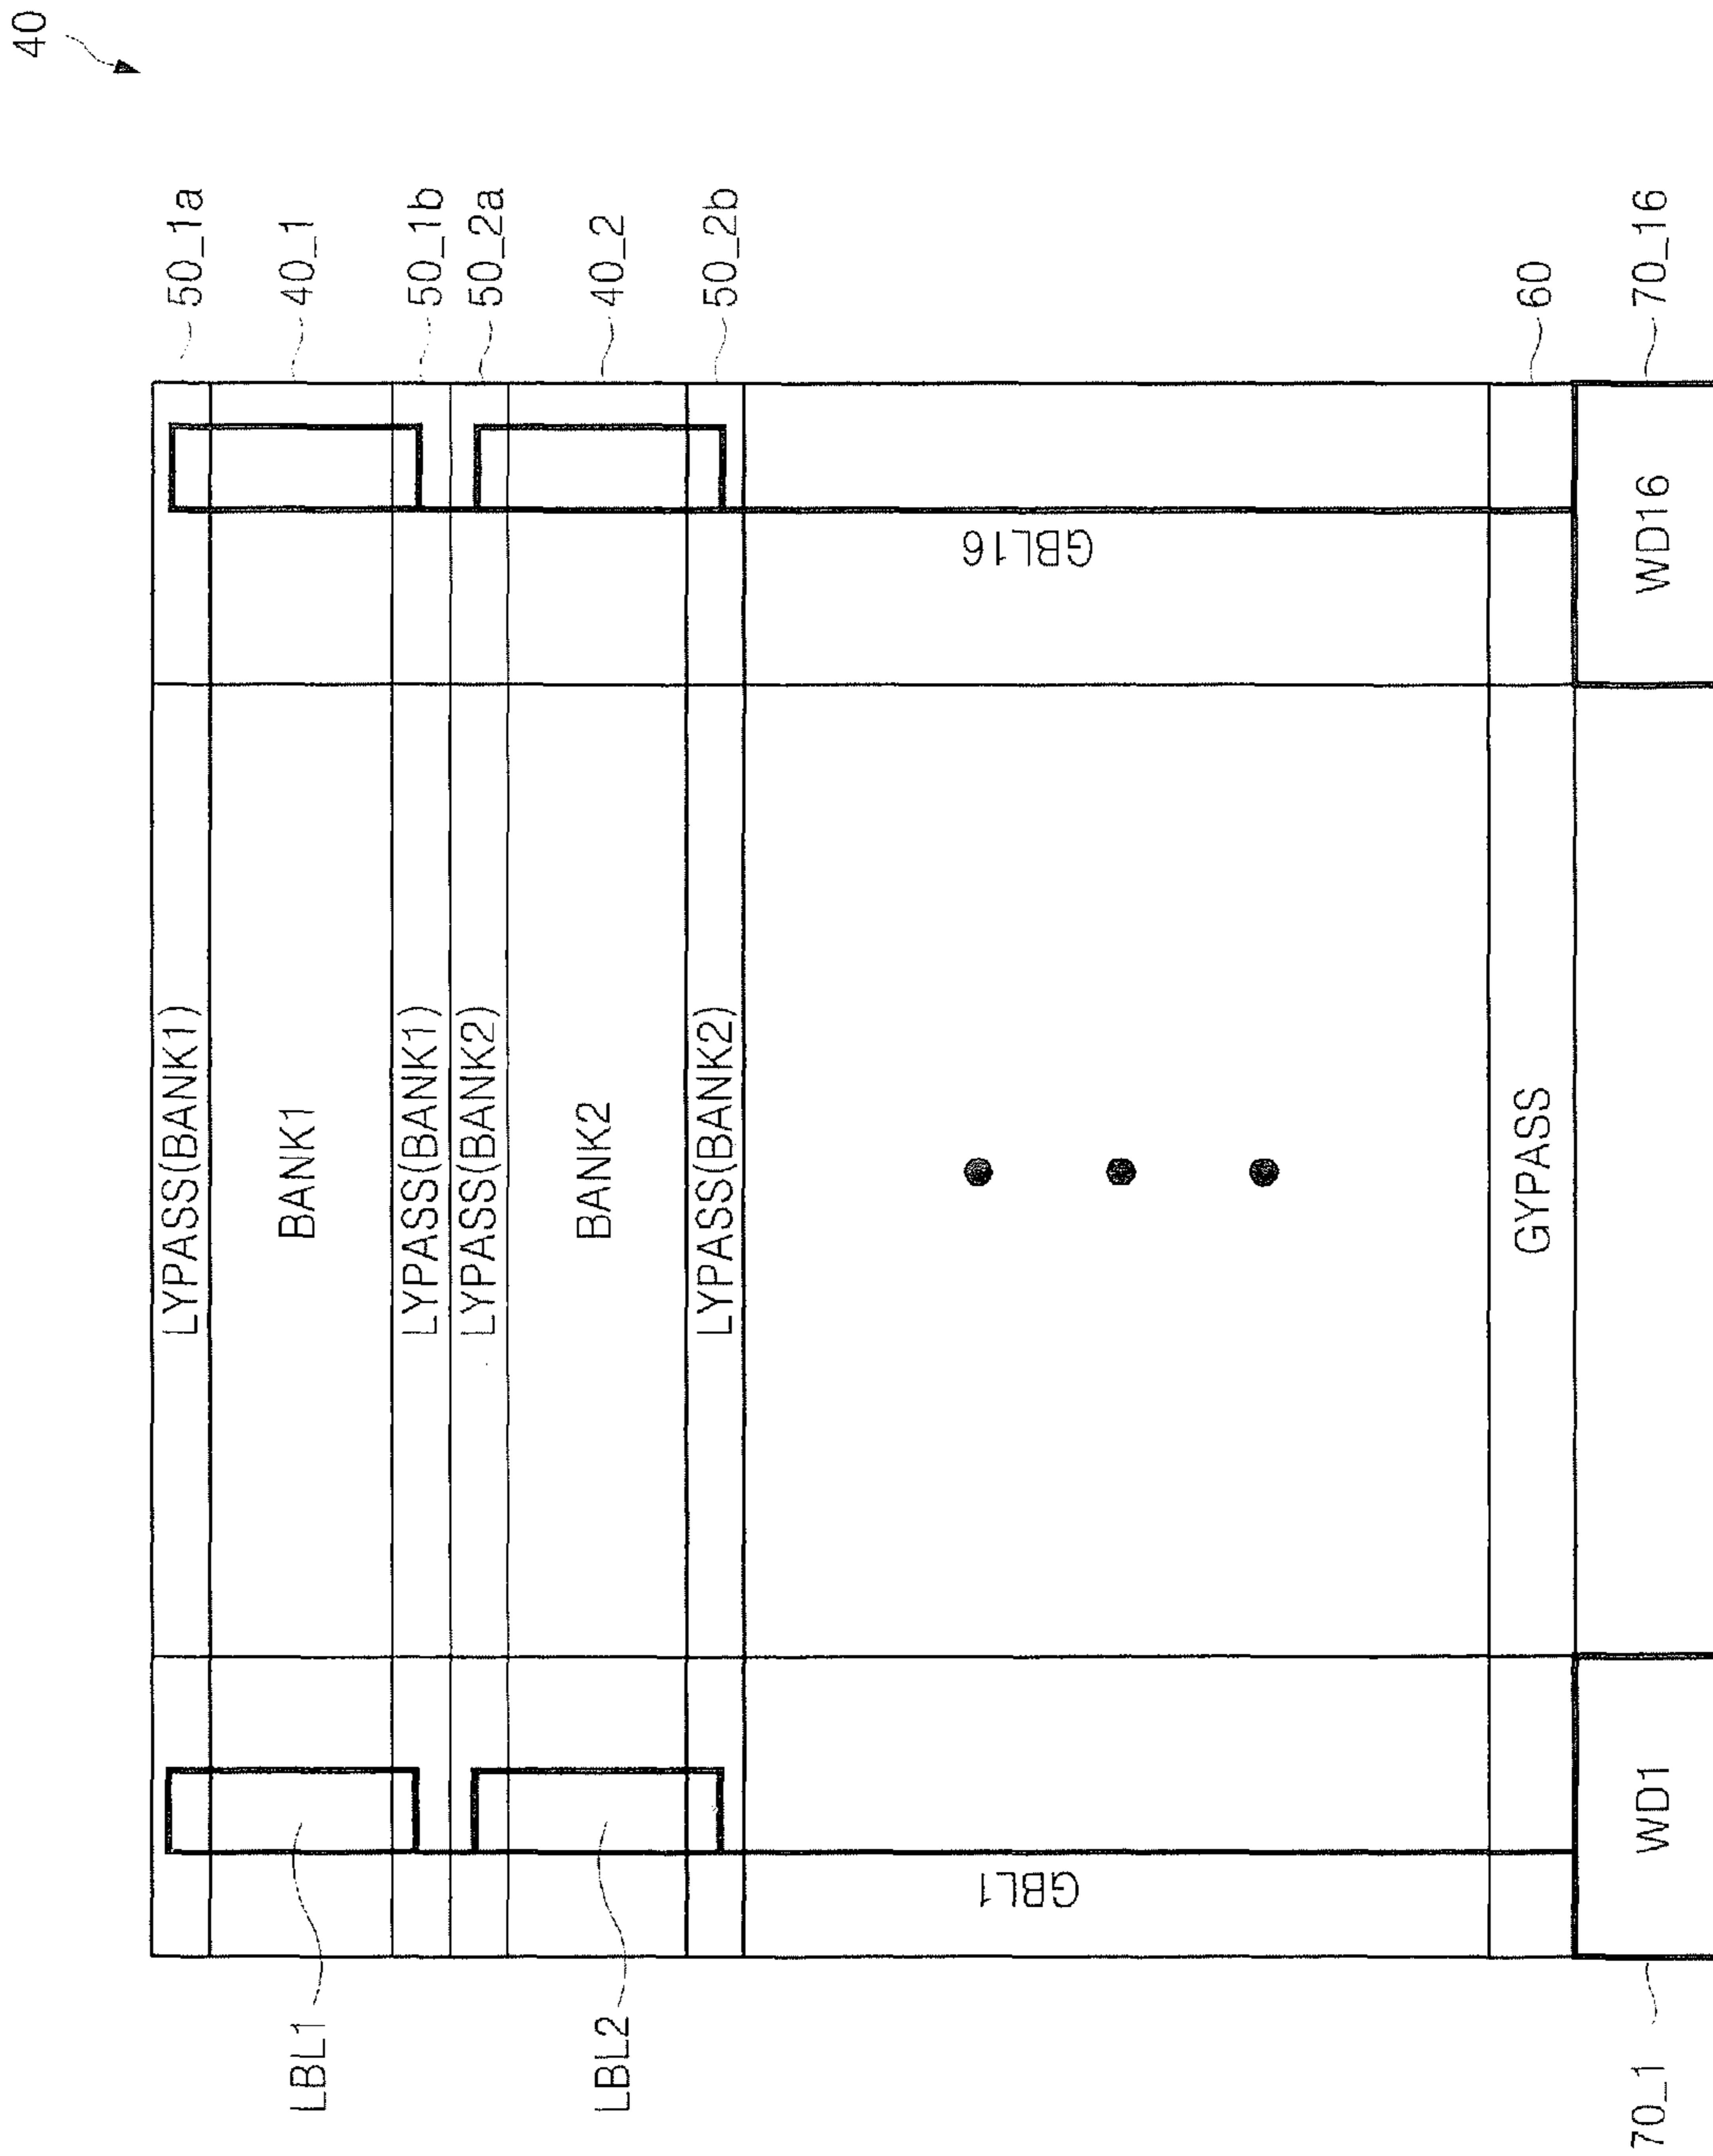 40
50_1a
40_1
50_1b
50_2a
40_2
50_2b
60
70_16
LYPASS(BANK1)
BANK1
LYPASS(BANK1)
LYPASS(BANK2)
BANK2
LYPASS(BANK2)
GBL16
GYPASS
WD16
GBL1
WD1
LBL1
LBL2
70_1